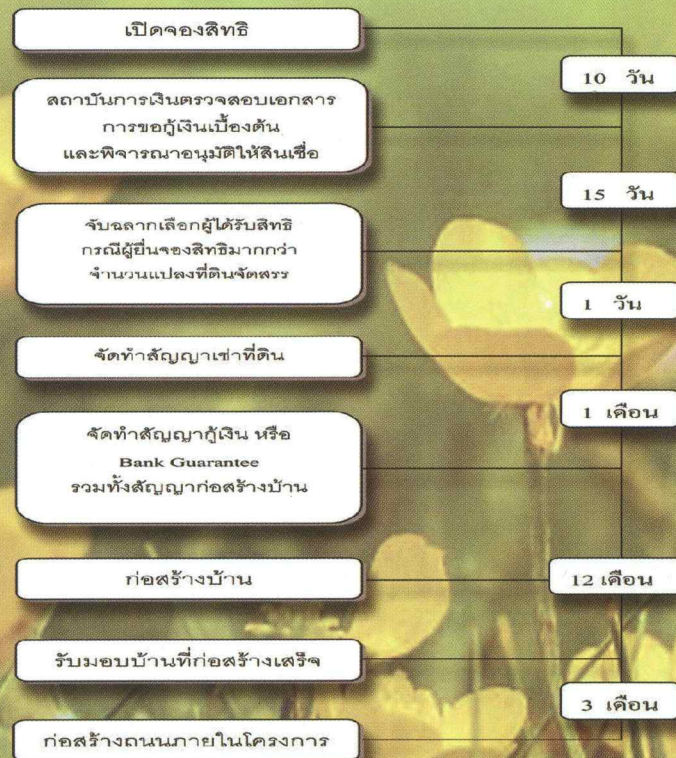 เปิดจองสิทธิ
10 วัน
สถาบันการเงินตรวจสอบเอกสาร
การขอกู้เงินเบื้องต้น
และพิจารณาอนุมัติให้สินเชื่อ
15 วัน
จับฉลากเลือกผู้ได้รับสิทธิ
กรณีผู้ยื่นจองสิทธิมากกว่า
จำนวนแปลงที่ดินจัดสรร
1 วัน
จัดทำสัญญาเช่าที่ดิน
1 เดือน
จัดทำสัญญากู้เงิน หรือ
Bank Guarantee
รวมทั้งสัญญาก่อสร้างบ้าน
ก่อสร้างบ้าน
12 เดือน
รับมอบบ้านที่ก่อสร้างเสร็จ
3 เดือน
ก่อสร้างถนนภายในโครงการ